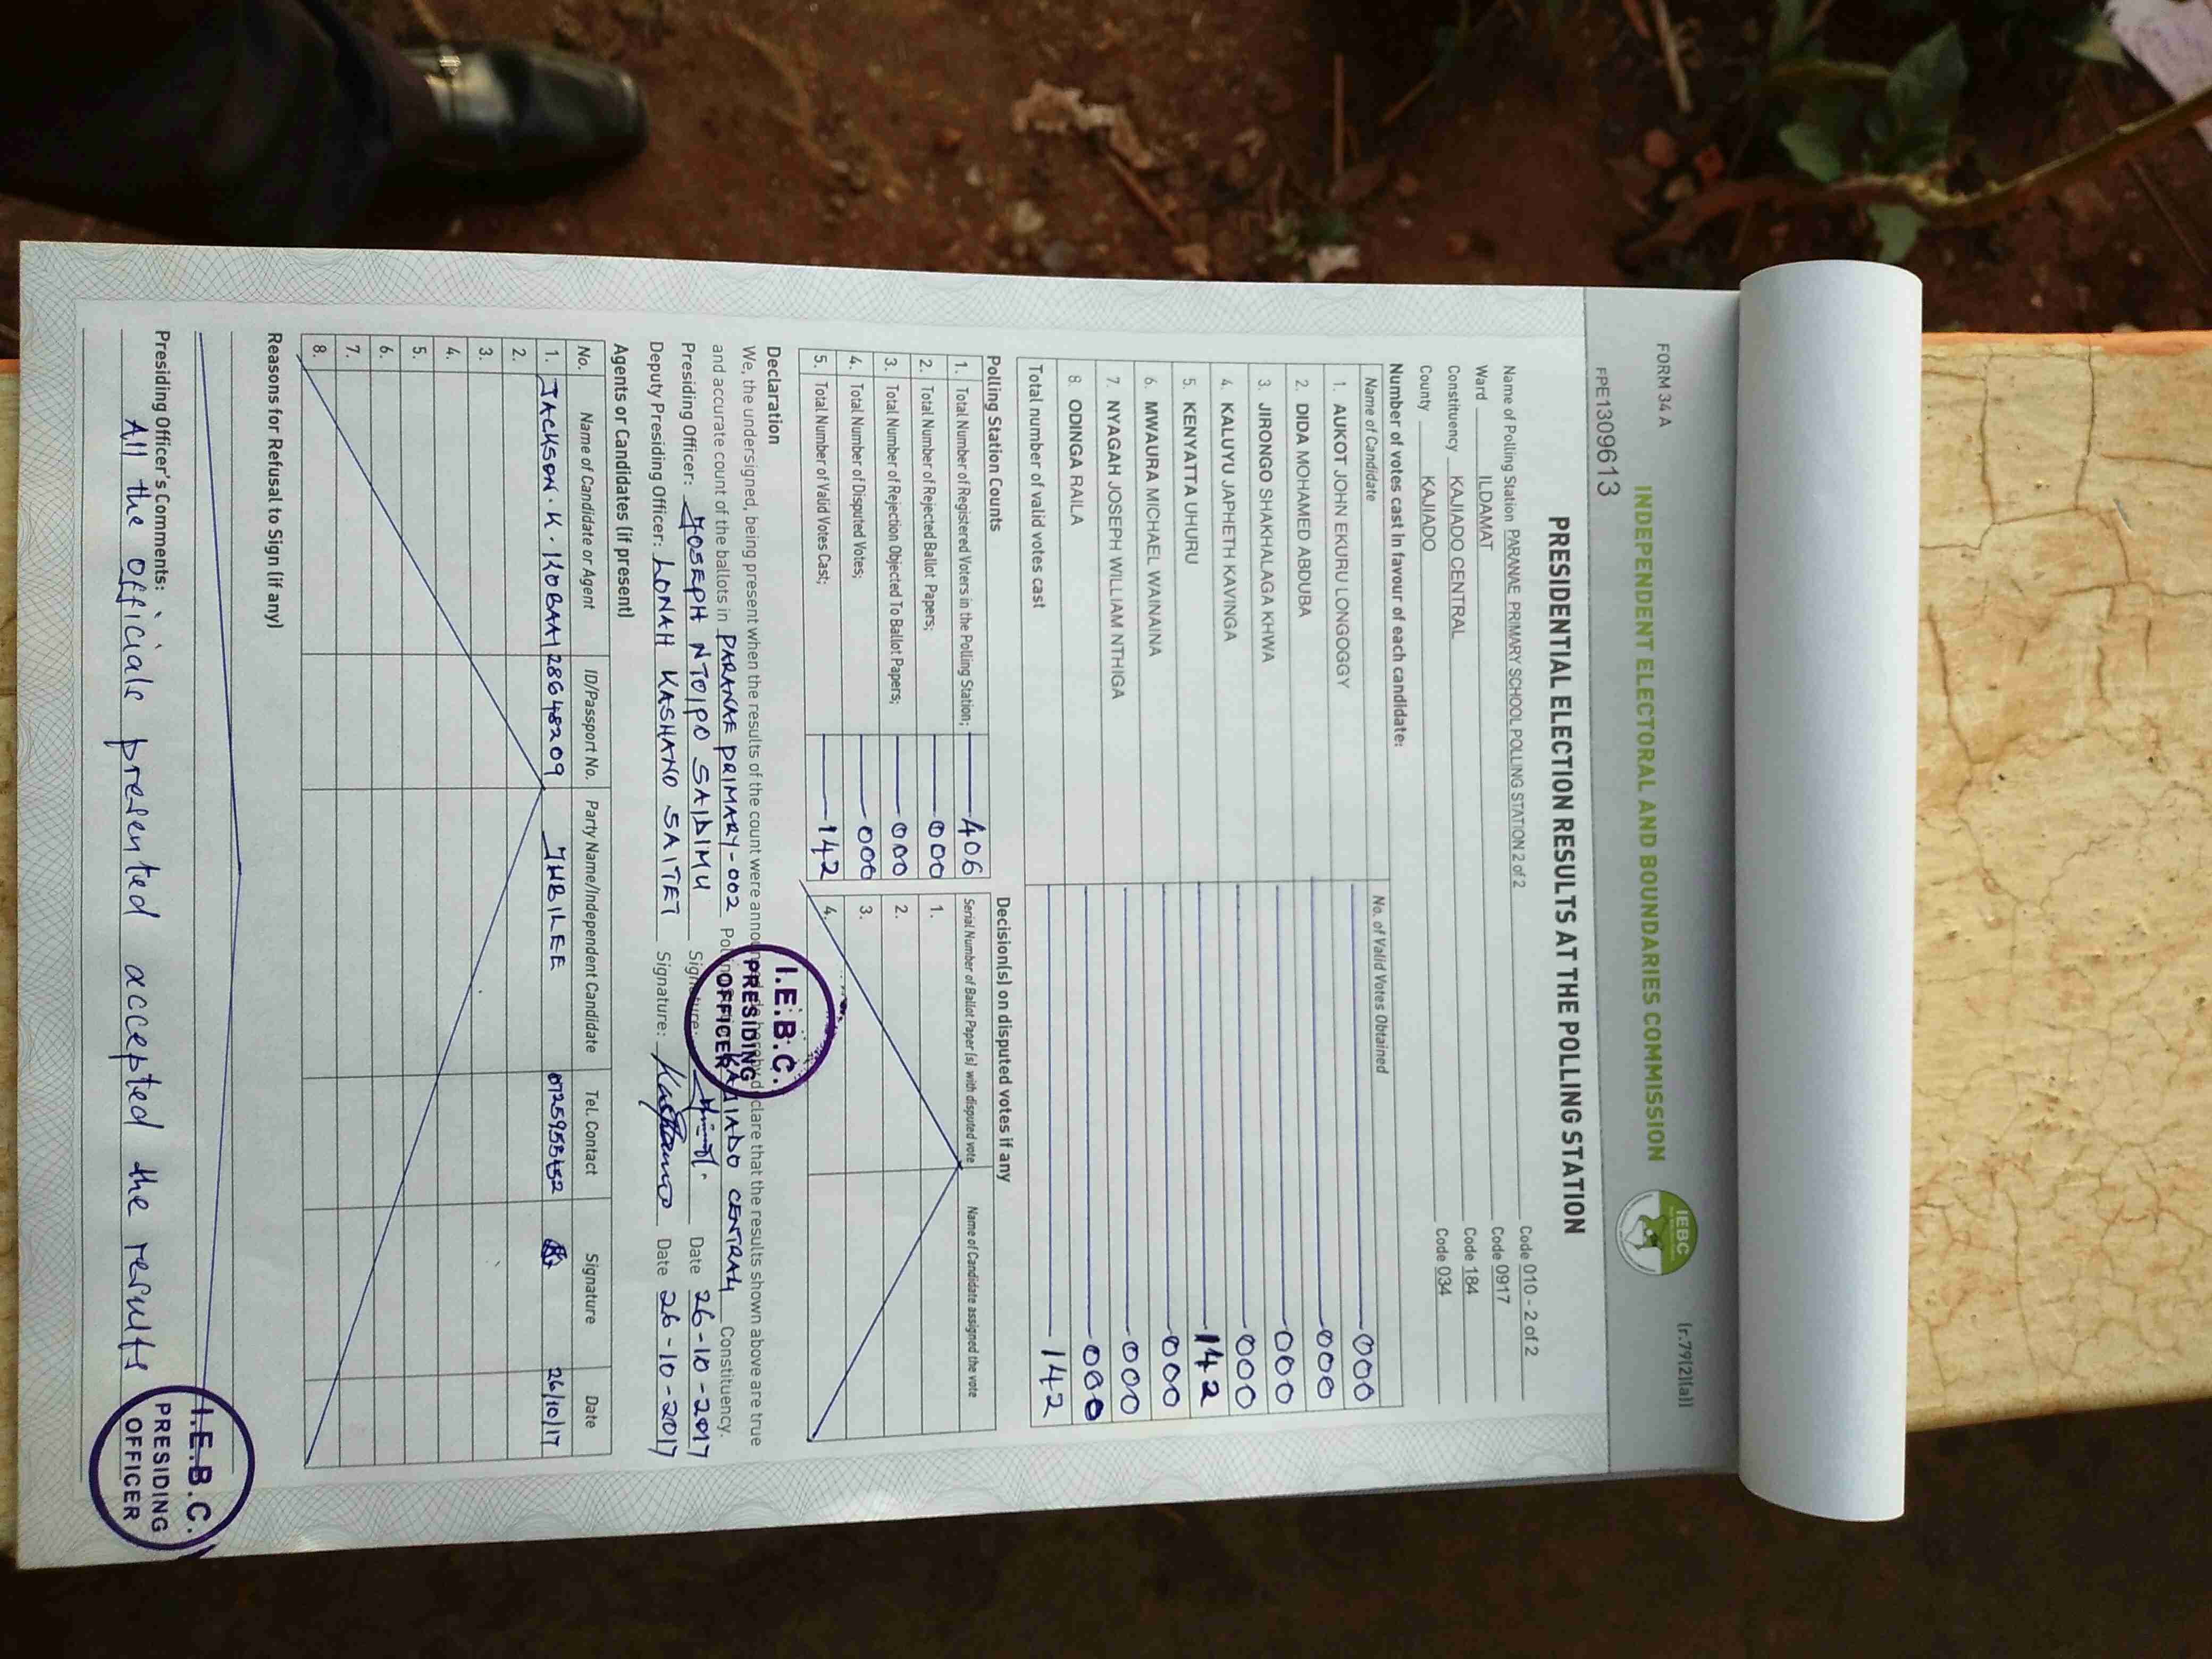 FORM 34 A
(r.79(2)(a))
INDEPENDENT ELECTORAL AND BOUNDARIES COMMISSION
IEBC
FPE1309613
PRESIDENTIAL ELECTION RESULTS AT THE POLLING STATION
Name of Polling Station PARANAE PRIMARY SCHOOL POLLING STATION 2 of 2 Code 010 - 2 of 2
Ward ILDAMAT Code 0917
Constituency KAJIADO CENTRAL Code 184
County KAJIADO Code 034
Number of votes cast in favour of each candidate:
Name of Candidate No. of Valid Votes Obtained
1. AUKOT JOHN EKURU LONGOGGY 000
2. DIDA MOHAMED ABDUBA 000
3. JIRONGO SHAKHALAGA KHWA 000
4. KALUYU JAPHETH KAVINGA 000
5. KENYATTA UHURU 142
6. MWAURA MICHAEL WAINAINA 000
7. NYAGAH JOSEPH WILLIAM NTHIGA 000
8. ODINGA RAILA 000
Total number of valid votes cast 142
Polling Station Counts
1. Total Number of Registered Voters in the Polling Station; 406
2. Total Number of Rejected Ballot Papers; 000
3. Total Number of Rejection Objected To Ballot Papers; 000
4. Total Number of Disputed Votes; 000
5. Total Number of Valid Votes Cast; 142
Decision(s) on disputed votes if any
Serial Number of Ballot Paper (s) with disputed vote Name of Candidate assigned the vote
1.
2.
3.
4.
Declaration
We, the undersigned, being present when the results of the count were announced, do hereby declare that the results shown above are true
and accurate count of the ballots in PARANAE PRIMARY-002 Polling KAJIADO CENTRAL Constituency.
Presiding Officer: JOSEPH NTOIPO SAIDIMU Signature: Date 26-10-2017
Deputy Presiding Officer: LONAH KASHANO SAITET Signature: Kashano Date 26-10-2017
I.E.B.C.
PRESIDING
OFFICER
Agents or Candidates (if present)
No. Name of Candidate or Agent ID/Passport No. Party Name/Independent Candidate Tel. Contact Signature Date
1. JACKSON.K.KOBAAI 28648209 JUBILEE 26/10/17
2.
3.
4.
5.
6.
7.
8.
Reasons for Refusal to Sign (if any)
Presiding Officer's Comments:
All the officials presented accepted the results
I.E.B.C.
PRESIDING
OFFICER